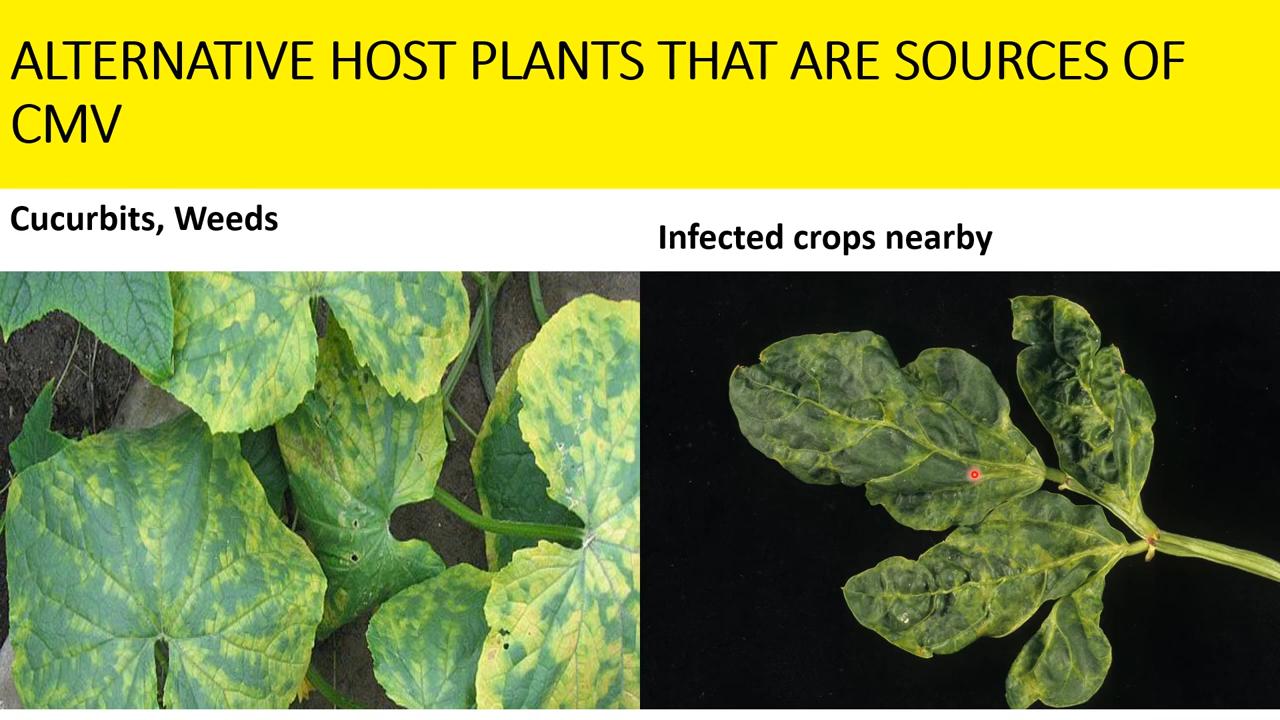 ALTERNATIVE HOST PLANTS THAT ARE SOURCES OF
CMV
Cucurbits, Weeds
Infected crops nearby